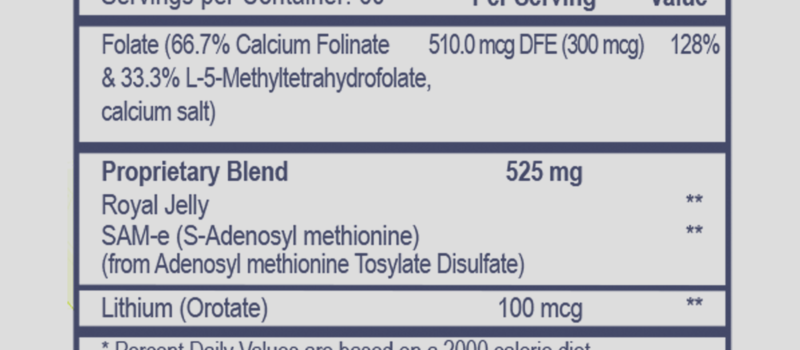 Servings per Container: 60 Per Serving Value
Folate (66.7% Calcium Folinate 510.0 mcg DFE (300 mcg) 128%
& 33.3% L-5-Methyltetrahydrofolate,
calcium salt)
Proprietary Blend 525 mg
Royal Jelly **
SAM-e (S-Adenosyl methionine) **
(from Adenosyl methionine Tosylate Disulfate)
Lithium (Orotate) 100 mcg **
* Percent Daily Values are based on a 2000 calorie diet